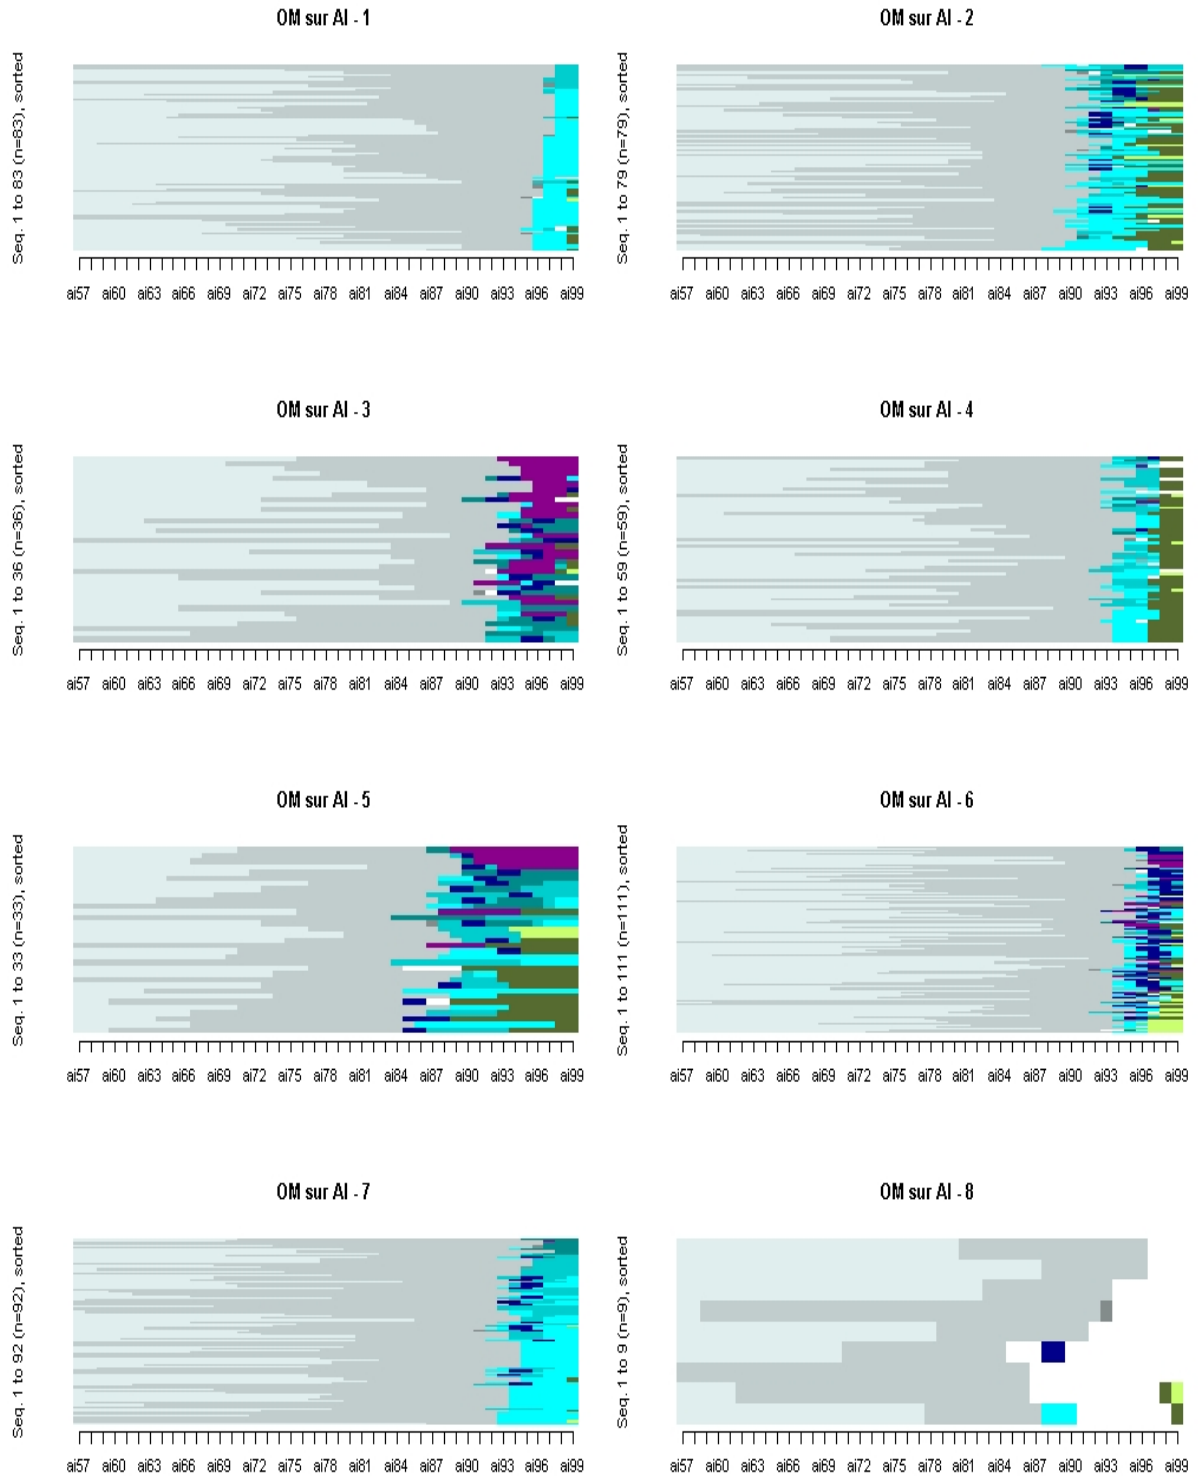 OM sur AI - 1
OM sur AI - 2
Seq. 1 to 83 (n=83), sorted
ai57 ai60 ai63 ai66 ai69 ai72 ai75 ai78 ai81 ai84 ai87 ai90 ai93 ai96 ai99
Seq. 1 to 79 (n=79), sorted
ai57 ai60 ai63 ai66 ai69 ai72 ai75 ai78 ai81 ai84 ai87 ai90 ai93 ai96 ai99
OM sur AI - 3
OM sur AI - 4
Seq. 1 to 36 (n=36), sorted
ai57 ai60 ai63 ai66 ai69 ai72 ai75 ai78 ai81 ai84 ai87 ai90 ai93 ai96 ai99
Seq. 1 to 59 (n=59), sorted
ai57 ai60 ai63 ai66 ai69 ai72 ai75 ai78 ai81 ai84 ai87 ai90 ai93 ai96 ai99
OM sur AI - 5
OM sur AI - 6
Seq. 1 to 33 (n=33), sorted
ai57 ai60 ai63 ai66 ai69 ai72 ai75 ai78 ai81 ai84 ai87 ai90 ai93 ai96 ai99
Seq. 1 to 111 (n=111), sorted
ai57 ai60 ai63 ai66 ai69 ai72 ai75 ai78 ai81 ai84 ai87 ai90 ai93 ai96 ai99
OM sur AI - 7
OM sur AI - 8
Seq. 1 to 92 (n=92), sorted
ai57 ai60 ai63 ai66 ai69 ai72 ai75 ai78 ai81 ai84 ai87 ai90 ai93 ai96 ai99
Seq. 1 to 9 (n=9), sorted
ai57 ai60 ai63 ai66 ai69 ai72 ai75 ai78 ai81 ai84 ai87 ai90 ai93 ai96 ai99